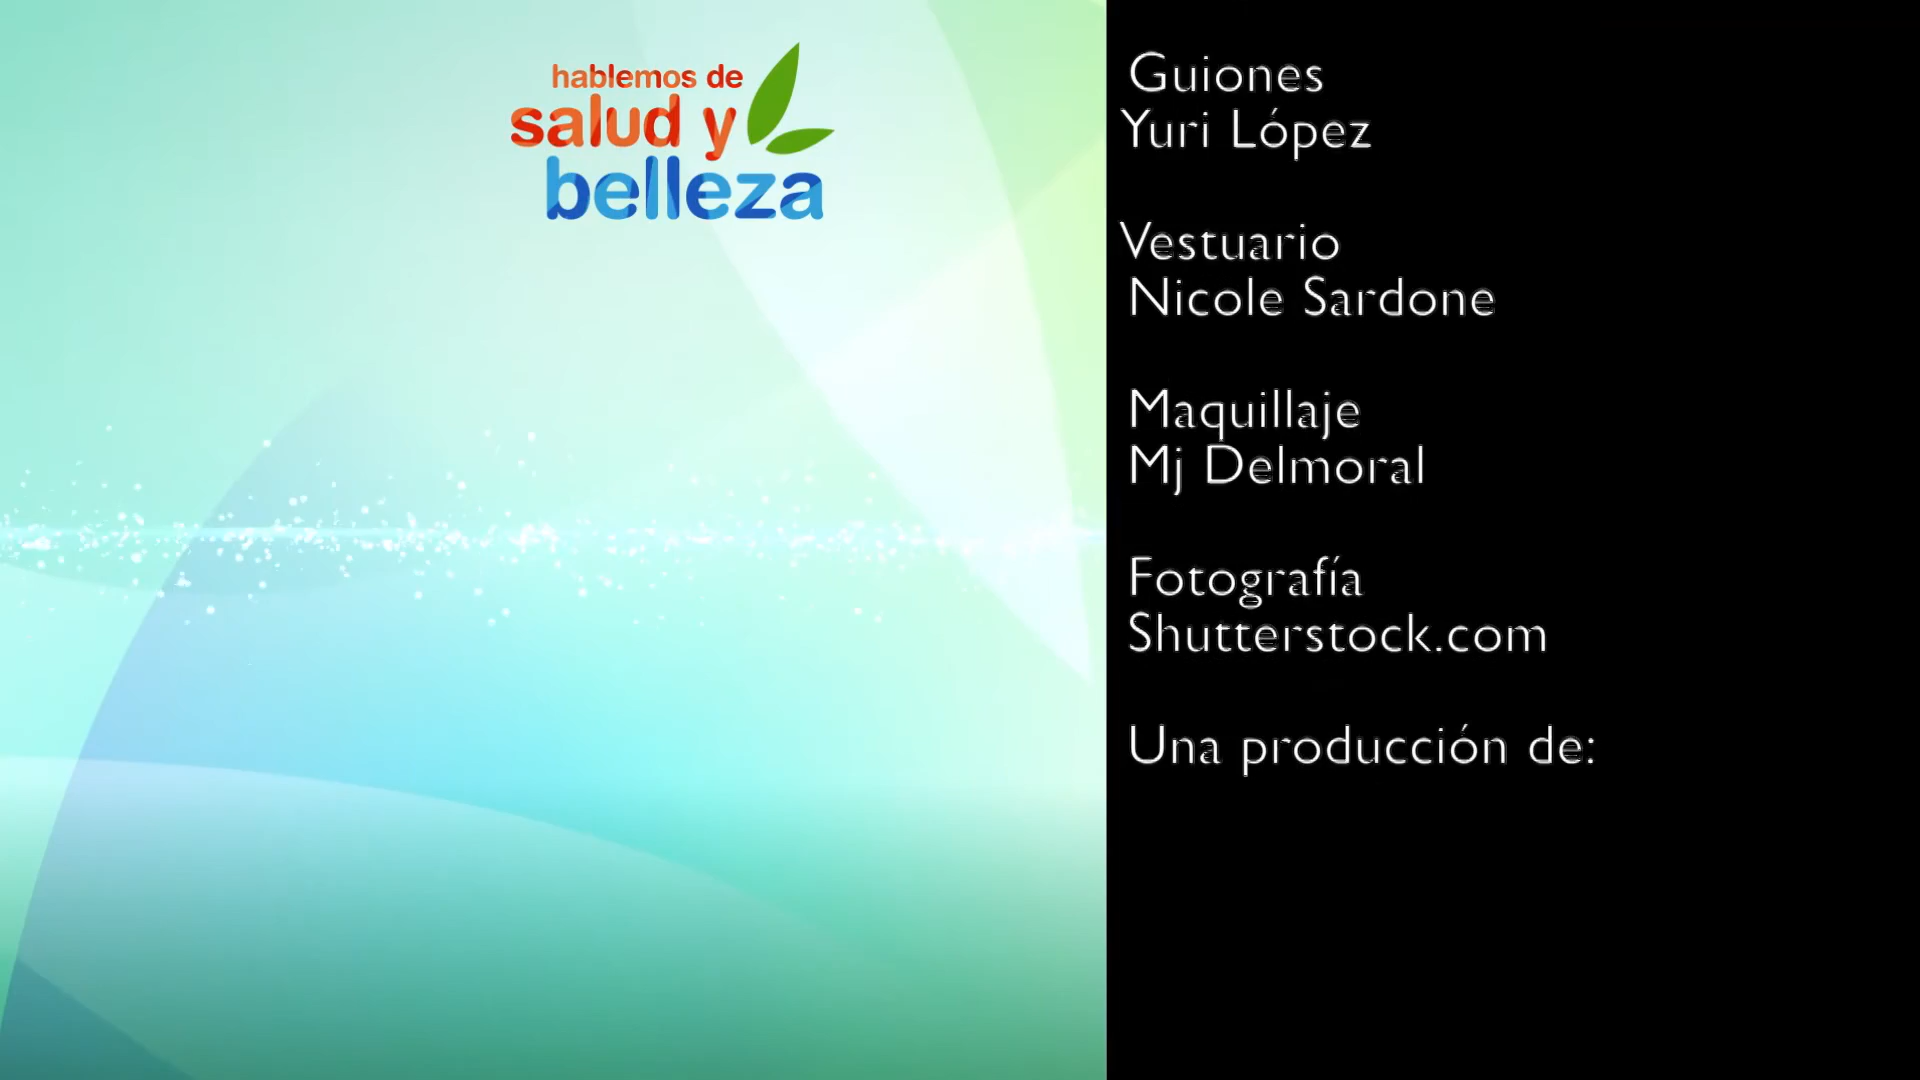 hablemos de
salud y
belleza
Guiones
Yuri López
Vestuario
Nicole Sardone
Maquillaje
Mj Delmoral
Fotografía
Shutterstock.com
Una producción de: